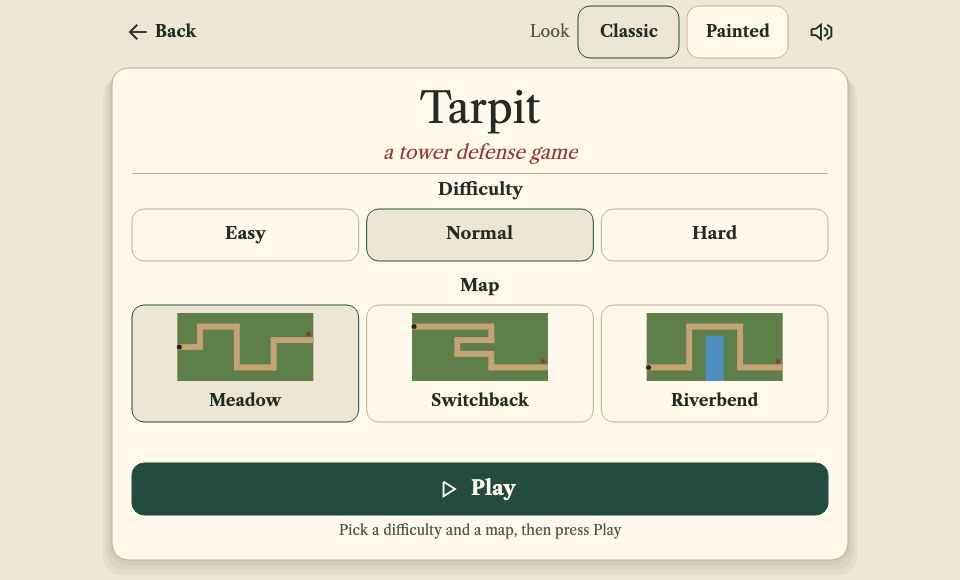 Back
Look Classic Painted
Tarpit
a tower defense game
Difficulty
Easy Normal Hard
Map
Meadow Switchback Riverbend
Play
Pick a difficulty and a map, then press Play